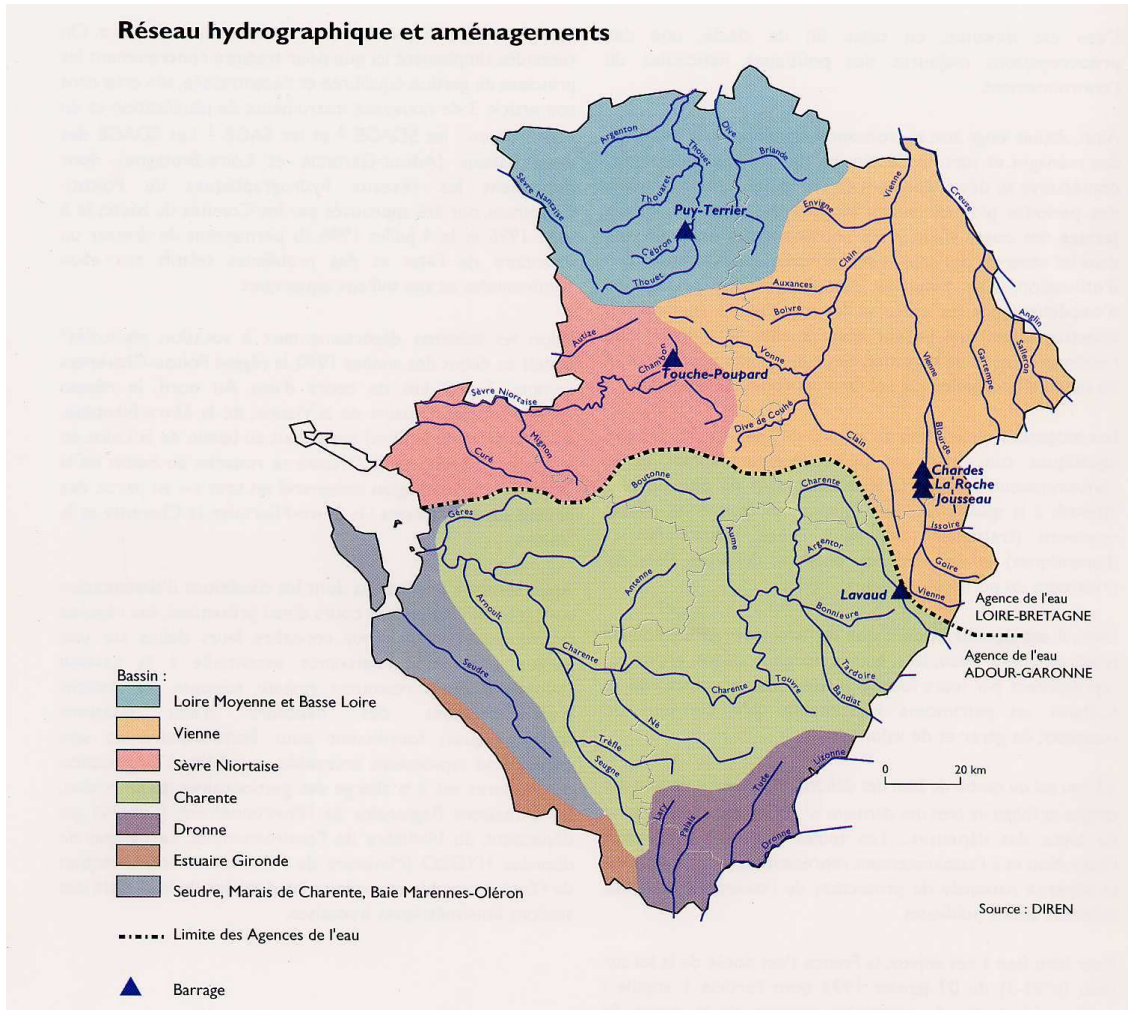 Réseau hydrographique et aménagements
Argenton
Thouet
Dive
Briande
Sèvre Nantaise
Thouaret
Puy-Terrier
Cébron
Thouet
Envigne
Vienne
Creuse
Clain
Auxances
Boivre
Autize
Chambon
Touche-Poupard
Vonne
Vienne
Gartempe
Salleron
Anglin
Sèvre Niortaise
Mignon
Curé
Dive de Couhé
Clain
Blourde
Chardes
La Roche
Jousseau
Issoire
Goire
Vienne
Gères
Boutonne
Aume
Charente
Argentor
Lavaud
Bonnieure
Antenne
Arnoult
Charente
Seudre
Charente
Touvre
Tardoire
Bandiat
Né
Trèfle
Seugne
Lary
Palais
Tude
Lizonne
Dronne
Agence de l'eau
LOIRE-BRETAGNE
Agence de l'eau
ADOUR-GARONNE
0 20 km
Bassin :
Loire Moyenne et Basse Loire
Vienne
Sèvre Niortaise
Charente
Dronne
Estuaire Gironde
Seudre, Marais de Charente, Baie Marennes-Oléron
Limite des Agences de l'eau
Barrage
Source : DIREN